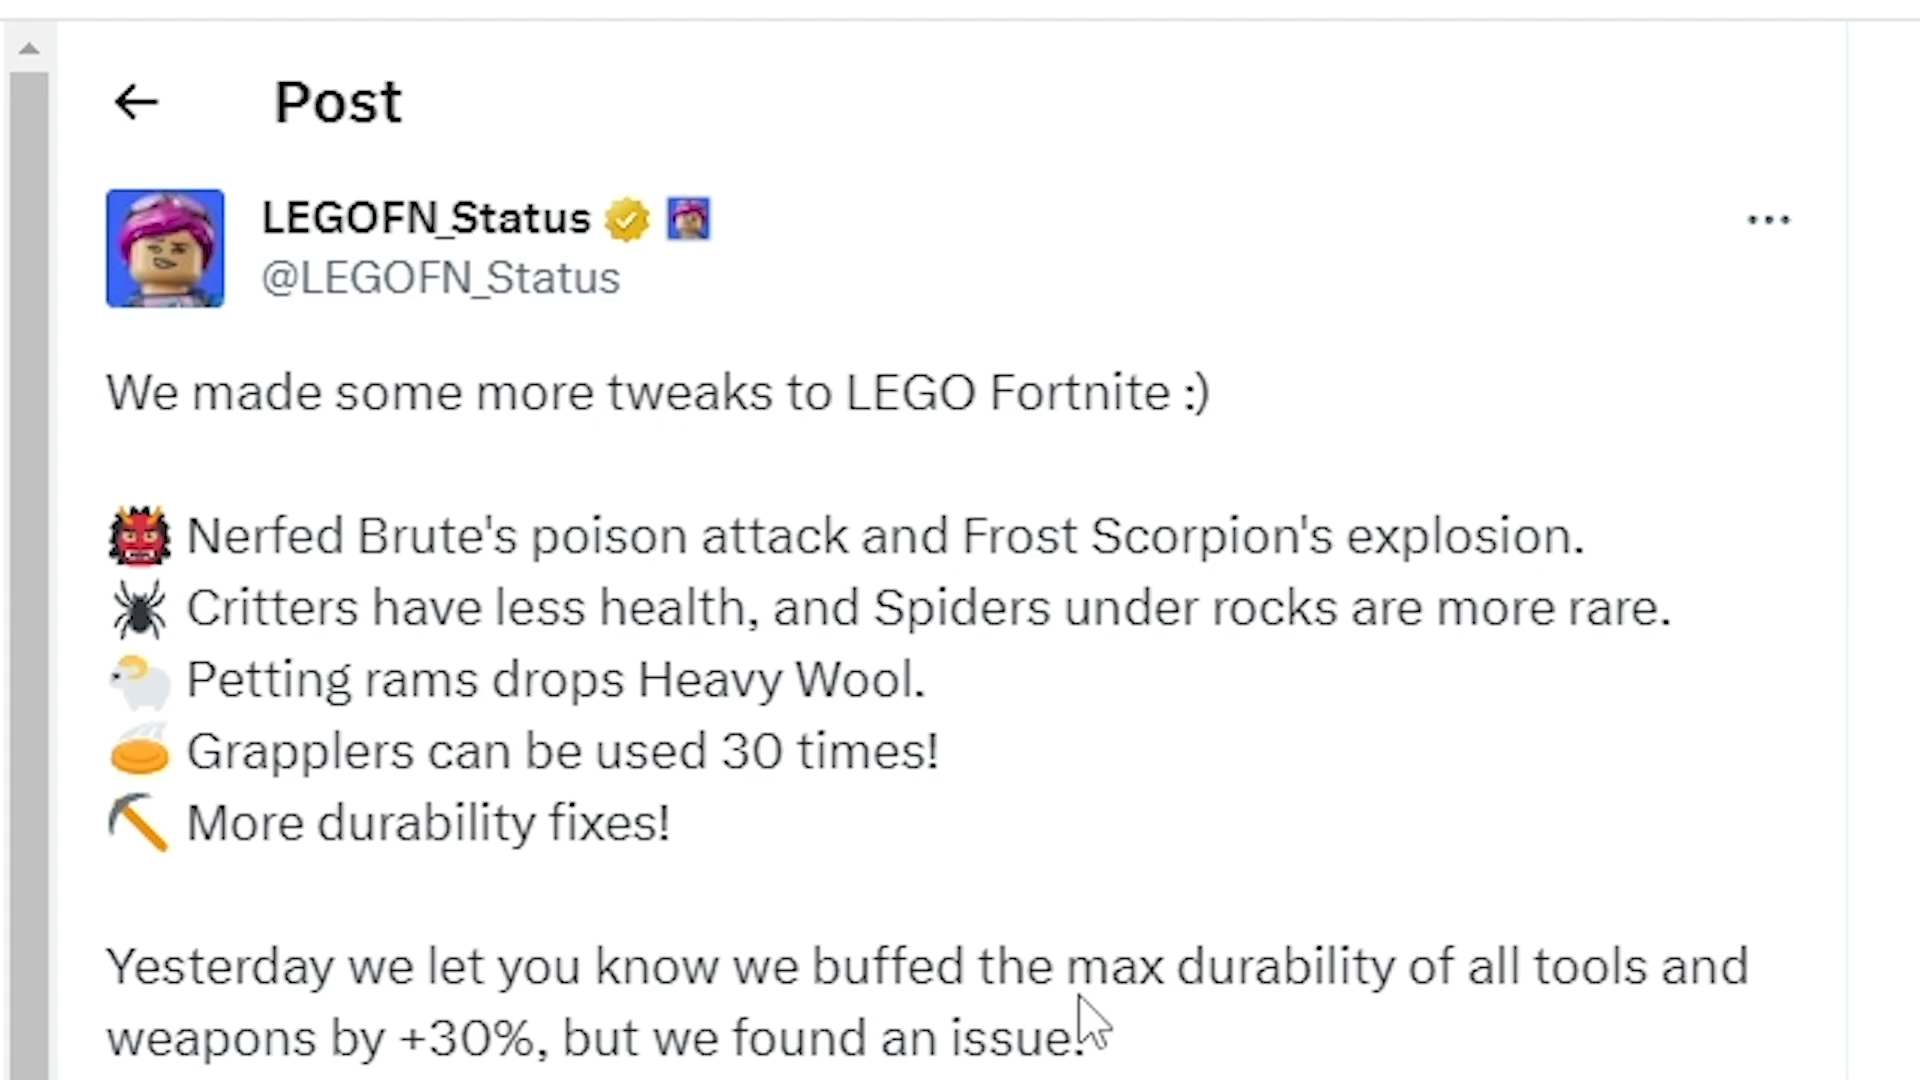 Post
LEGOFN_Status
@LEGOFN_Status
We made some more tweaks to LEGO Fortnite :)
👹 Nerfed Brute's poison attack and Frost Scorpion's explosion.
🕷️ Critters have less health, and Spiders under rocks are more rare.
🐏 Petting rams drops Heavy Wool.
🪠 Grapplers can be used 30 times!
⛏️ More durability fixes!
Yesterday we let you know we buffed the max durability of all tools and
weapons by +30%, but we found an issue.